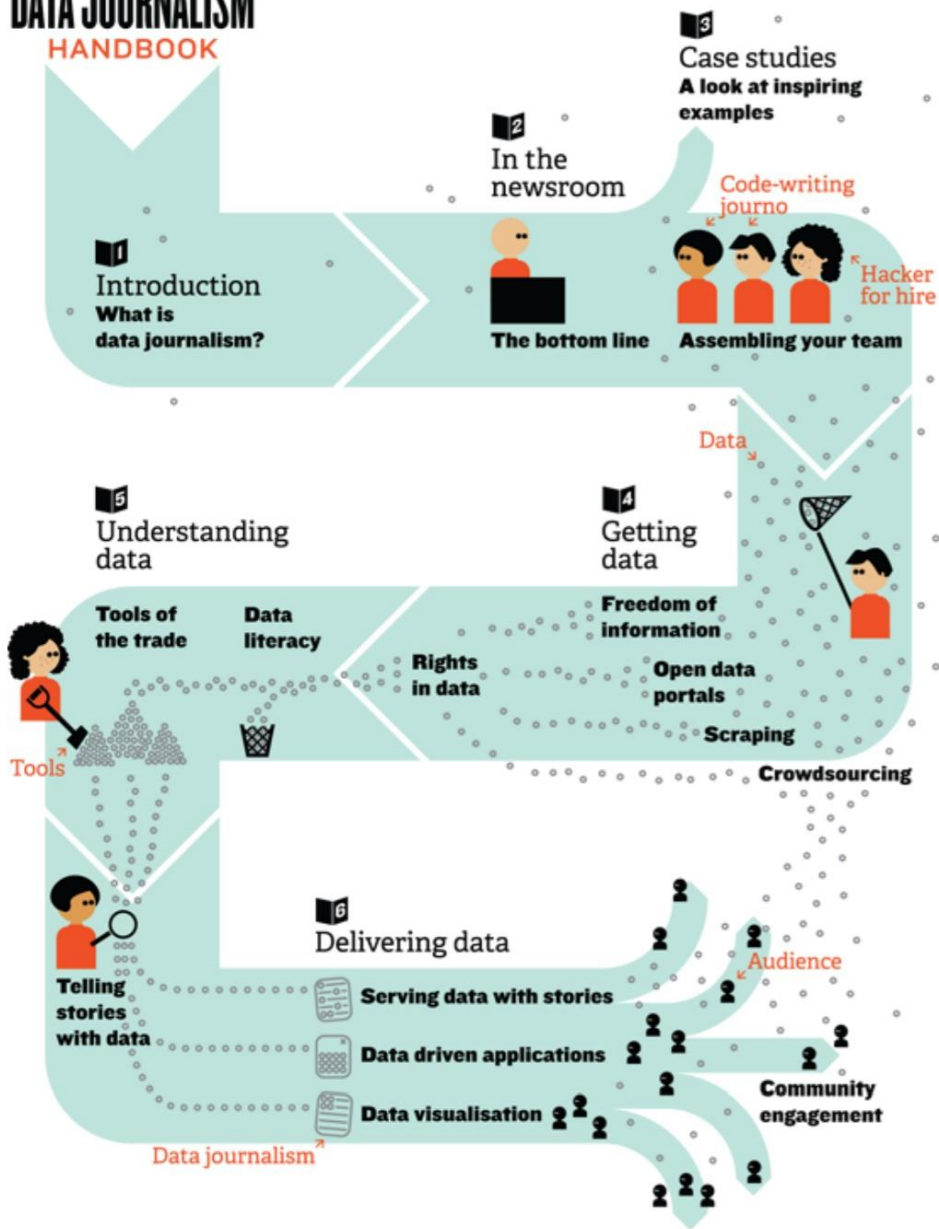 DATA JOURNALISM
HANDBOOK
3
Case studies
A look at inspiring
examples
2
In the
newsroom
Code-writing
journo
Hacker
for hire
The bottom line
Assembling your team
1
Introduction
What is
data journalism?
Data
5
Understanding
data
Tools of
the trade
Data
literacy
Tools
4
Getting
data
Freedom of
information
Rights
in data
Open data
portals
Scraping
Crowdsourcing
Telling
stories
with data
6
Delivering data
Serving data with stories
Data driven applications
Data visualisation
Data journalism
Audience
Community
engagement